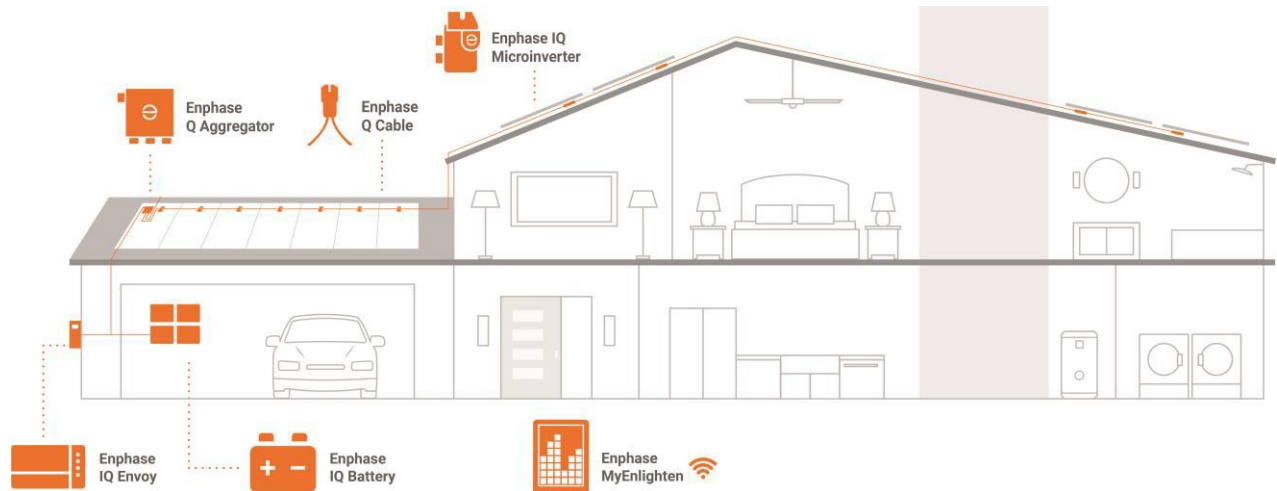 Enphase IQ
Microinverter
Enphase
Q Aggregator
Enphase
Q Cable
Enphase
IQ Envoy
Enphase
IQ Battery
Enphase
MyEnlighten